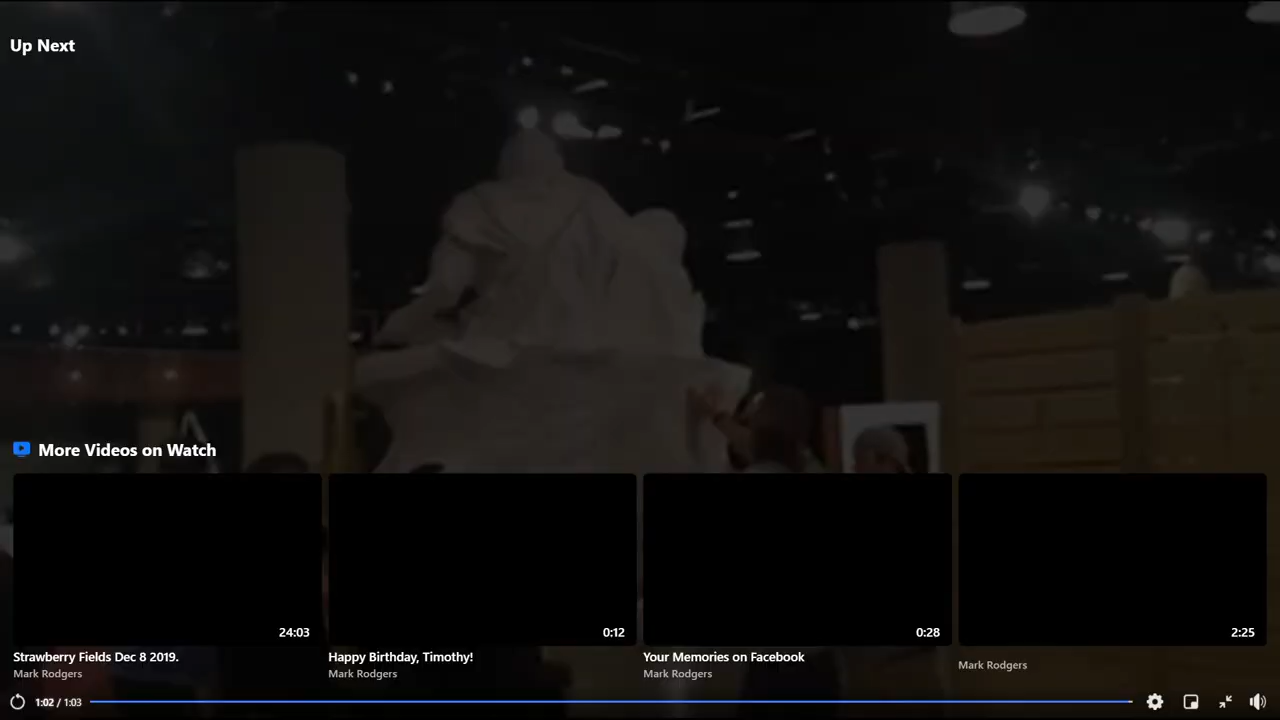 Up Next
More Videos on Watch
24:03
0:12
0:28
2:25
Strawberry Fields Dec 8 2019.
Happy Birthday, Timothy!
Your Memories on Facebook
Mark Rodgers
Mark Rodgers
Mark Rodgers
Mark Rodgers
1:02 / 1:03